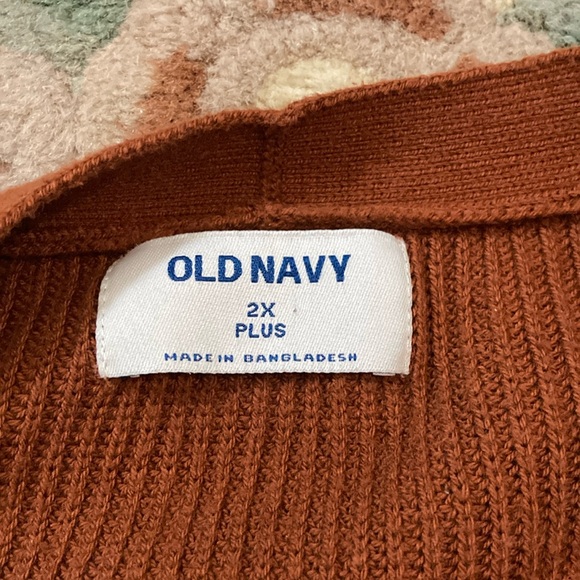 OLD NAVY
2X
PLUS
MADE IN BANGLADESH